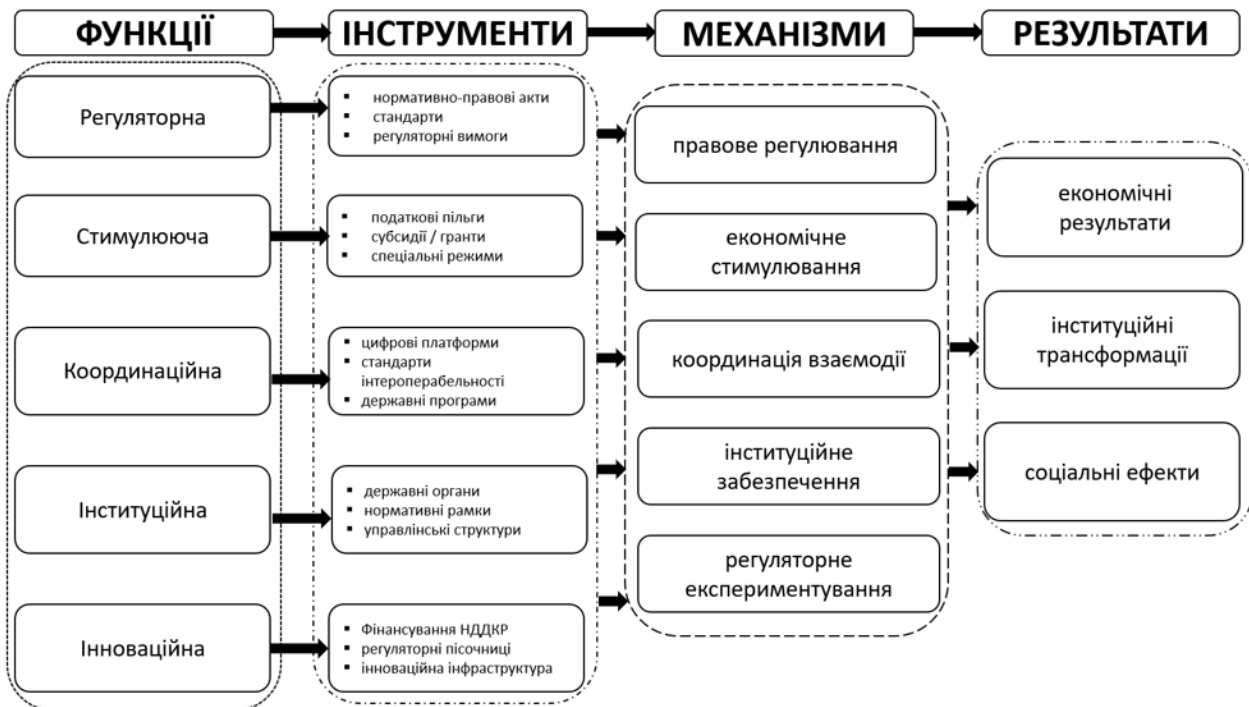 ФУНКЦІЇ
ІНСТРУМЕНТИ
МЕХАНІЗМИ
РЕЗУЛЬТАТИ
Регуляторна
Стимулююча
Координаційна
Інституційна
Інноваційна
▪ нормативно-правові акти
▪ стандарти
▪ регуляторні вимоги
▪ податкові пільги
▪ субсидії / гранти
▪ спеціальні режими
▪ цифрові платформи
▪ стандарти
інтероперабельності
▪ державні програми
▪ державні органи
▪ нормативні рамки
▪ управлінські структури
▪ Фінансування НДДКР
▪ регуляторні пісочниці
▪ інноваційна інфраструктура
правове регулювання
економічне
стимулювання
координація взаємодії
інституційне
забезпечення
регуляторне
експериментування
економічні
результати
інституційні
трансформації
соціальні ефекти